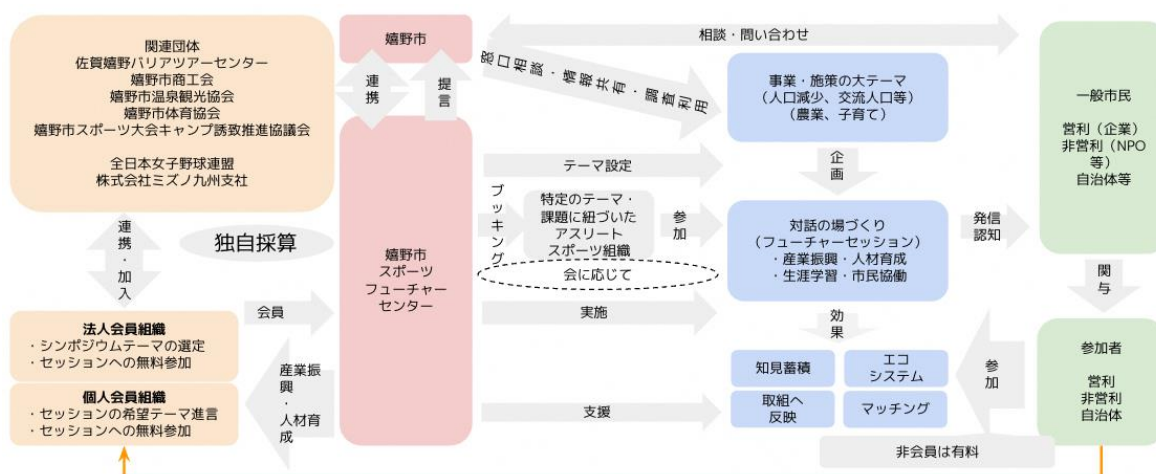 関連団体
佐賀嬉野バリアツアーセンター
嬉野市商工会
嬉野市温泉観光協会
嬉野市体育協会
嬉野市スポーツ大会キャンプ誘致推進協議会
全日本女子野球連盟
株式会社ミズノ九州支社
連携・加入
独自採算
法人会員組織
・シンポジウムテーマの選定
・セッションへの無料参加
個人会員組織
・セッションの希望テーマ進言
・セッションへの無料参加
会員
産業振興・人材育成
嬉野市
連携
提言
嬉野市
スポーツ
フューチャー
センター
相談・問い合わせ
窓口相談・情報共有・調査利用
テーマ設定
ブッキング
特定のテーマ・
課題に紐づいた
アスリート
スポーツ組織
会に応じて
参加
実施
支援
事業・施策の大テーマ
（人口減少、交流人口等）
（農業、子育て）
企画
対話の場づくり
（フューチャーセッション）
・産業振興・人材育成
・生涯学習・市民協働
効果
知見蓄積
エコ
システム
取組へ
反映
マッチング
発信
認知
参加
非会員は有料
一般市民
営利（企業）
非営利（NPO
等）
自治体等
関与
参加者
営利
非営利
自治体